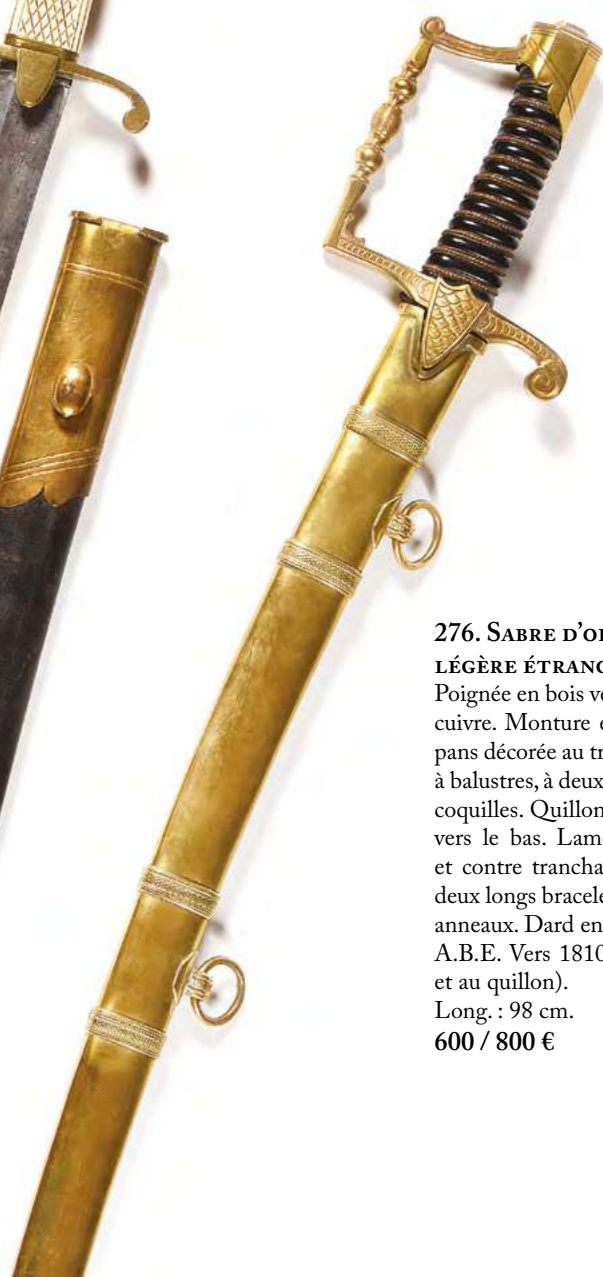 276. Sabre d'o
légère étran
Poignée en bois v
cuivre. Monture
pans décorée au t
à balustres, à deux
coquilles. Quillon
vers le bas. Lam
et contre trancha
deux longs bracele
anneaux. Dard en
A.B.E. Vers 1810
et au quillon).
Long. : 98 cm.
600 / 800 €